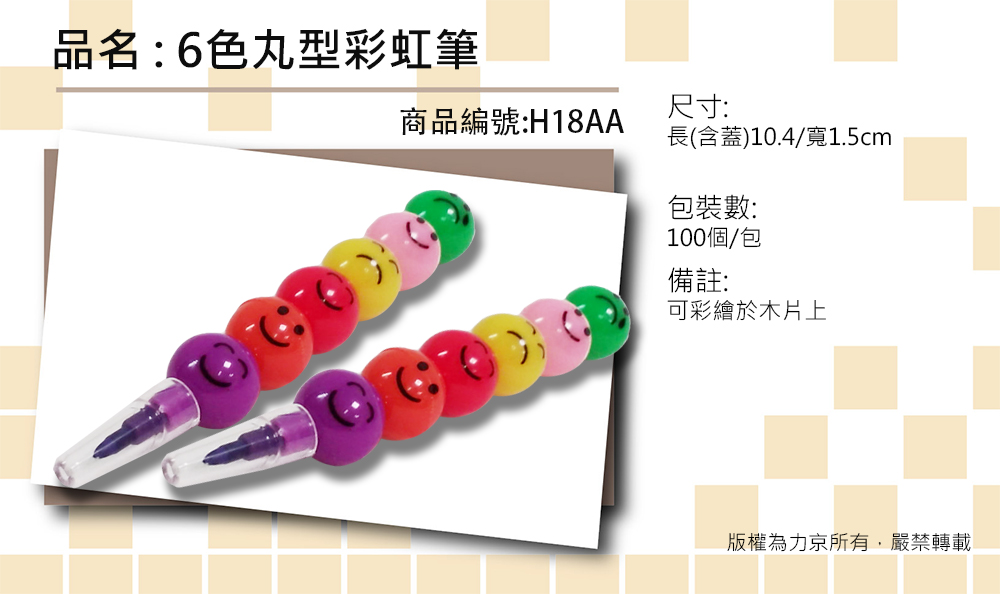 品名 : 6色丸型彩虹筆
商品編號:H18AA
尺寸:
長(含蓋)10.4/寬1.5cm
包裝數:
100個/包
備註:
可彩繪於木片上
版權為力京所有，嚴禁轉載